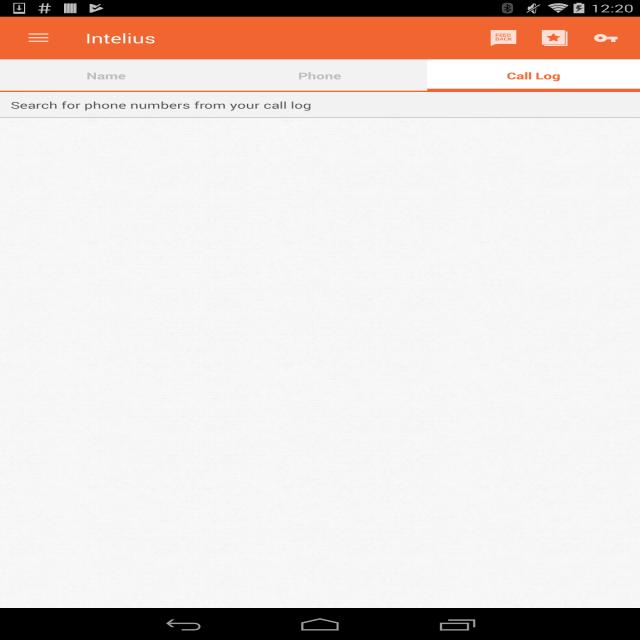 12:20
Intelius
FEED
BACK
Name
Phone
Call Log
Search for phone numbers from your call log